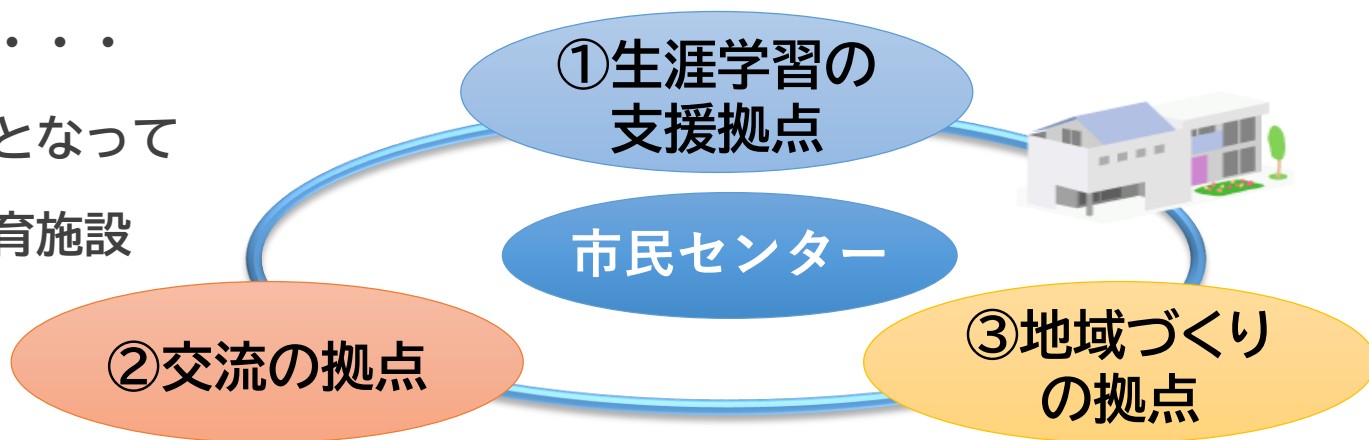 ・・・
となって
育施設
①生涯学習の
支援拠点
市民センター
②交流の拠点
③地域づくり
の拠点